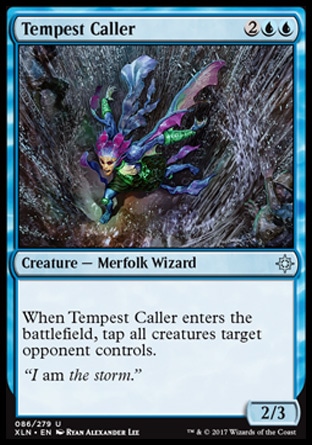 Tempest Caller 2
Creature — Merfolk Wizard
When Tempest Caller enters the
battlefield, tap all creatures target
opponent controls.
"I am the storm."
2/3
086/279 U
XLN • EN Ryan Alexander Lee
™ & © 2017 Wizards of the Coast